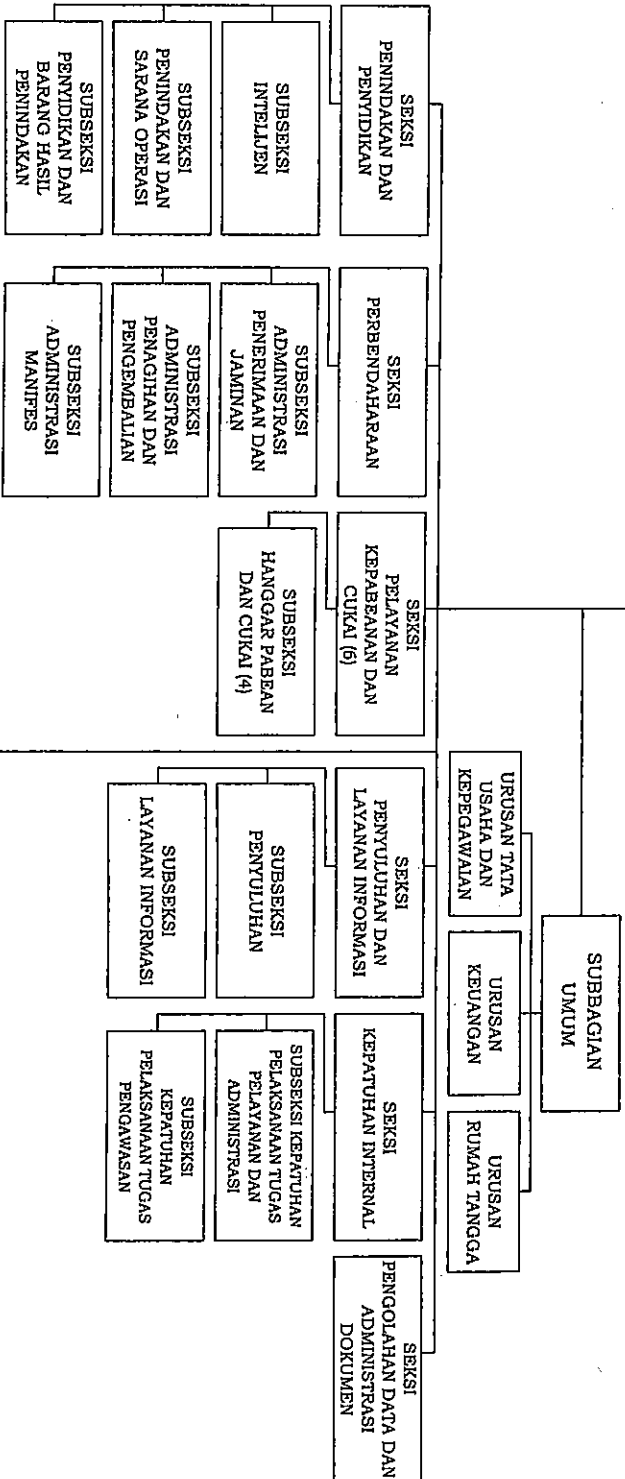 SUBBAGIAN
UMUM
URUSAN TATA
USAHA DAN
KEPEGAWAIAN
URUSAN
KEUANGAN
URUSAN
RUMAH TANGGA
SEKSI
PENINDAKAN DAN
PENYIDIKAN
SUBSEKSI
INTELIJEN
SUBSEKSI
PENINDAKAN DAN
SARANA OPERASI
SUBSEKSI
PENYIDIKAN DAN
BARANG HASIL
PENINDAKAN
SEKSI
PERBENDAHARAAN
SUBSEKSI
ADMINISTRASI
PENERIMAAN DAN
JAMINAN
SUBSEKSI
ADMINISTRASI
PENAGIHAN DAN
PENGEMBALIAN
SUBSEKSI
ADMINISTRASI
MANIFES
SEKSI
PELAYANAN
KEPABEANAN DAN
CUKAI (6)
SUBSEKSI
HANGGAR PABEAN
DAN CUKAI (4)
SEKSI
PENYULUHAN DAN
LAYANAN INFORMASI
SUBSEKSI
PENYULUHAN
SUBSEKSI
LAYANAN INFORMASI
SEKSI
KEPATUHAN INTERNAL
SUBSEKSI KEPATUHAN
PELAKSANAAN TUGAS
PELAYANAN DAN
ADMINISTRASI
SUBSEKSI
KEPATUHAN
PELAKSANAAN TUGAS
PENGAWASAN
SEKSI
PENGOLAHAN DATA DAN
ADMINISTRASI
DOKUMEN